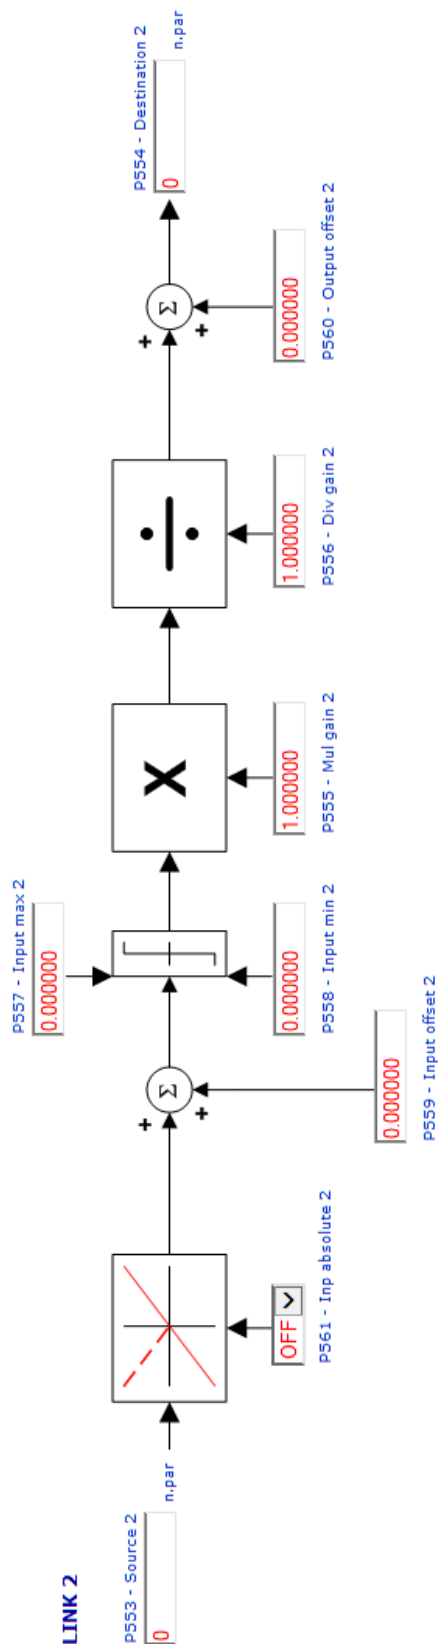 LINK 2
P553 - Source 2
0
n.par
OFF
P561 - Inp absolute 2
+
Σ
+
0.000000
P559 - Input offset 2
P557 - Input max 2
0.000000
0.000000
P558 - Input min 2
X
1.000000
P555 - Mul gain 2
÷
1.000000
P556 - Div gain 2
+
Σ
+
0.000000
P560 - Output offset 2
P554 - Destination 2
0
n.par